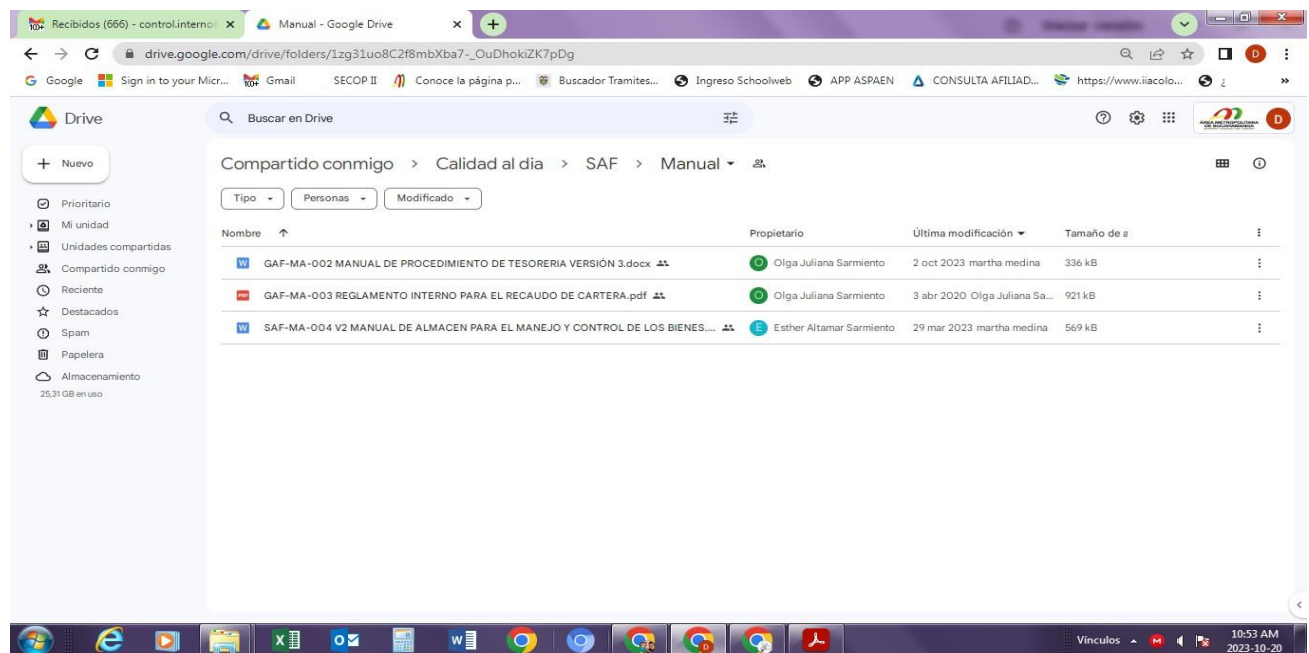 Recibidos (666) - control.interno
Manual - Google Drive
drive.google.com/drive/folders/1zg31uo8C2f8mbXba7-_OuDhokiZK7pDg
Google Sign in to your Micr... Gmail SECOP II Conoce la página p... Buscador Tramites... Ingreso Schoolweb APP ASPAEN CONSULTA AFILIAD... https://www.iiacolo... ¿ »
Drive
Buscar en Drive
AREA METROPOLITANA
DE BUCARAMANGA
D
Nuevo
Prioritario
Mi unidad
Unidades compartidas
Compartido conmigo
Reciente
Destacados
Spam
Papelera
Almacenamiento
25,31 GB en uso
Compartido conmigo > Calidad al dia > SAF > Manual
Tipo Personas Modificado
Nombre Propietario Última modificación Tamaño de a
GAF-MA-002 MANUAL DE PROCEDIMIENTO DE TESORERIA VERSIÓN 3.docx O Olga Juliana Sarmiento 2 oct 2023 martha medina 336 kB
GAF-MA-003 REGLAMENTO INTERNO PARA EL RECAUDO DE CARTERA.pdf O Olga Juliana Sarmiento 3 abr 2020 Olga Juliana Sa... 921 kB
SAF-MA-004 V2 MANUAL DE ALMACEN PARA EL MANEJO Y CONTROL DE LOS BIENES.... E Esther Altamar Sarmiento 29 mar 2023 martha medina 569 kB
Vínculos
10:53 AM
2023-10-20